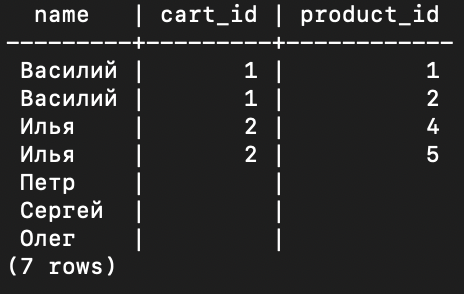 name | cart_id | product_id
---------+---------+------------
Василий | 1 | 1
Василий | 1 | 2
Илья | 2 | 4
Илья | 2 | 5
Петр | |
Сергей | |
Олег | |
(7 rows)